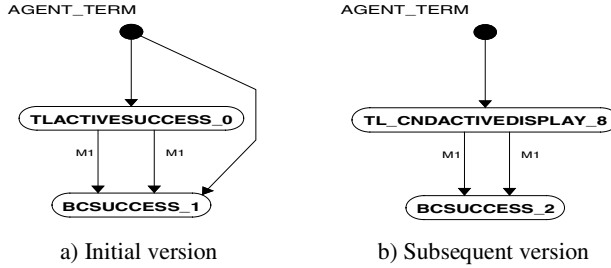 AGENT_TERM
TLACTIVESUCCESS_0
M1 M1
BCSUCCESS_1
a) Initial version
AGENT_TERM
TL_CNDACTIVEDISPLAY_8
M1 M1
BCSUCCESS_2
b) Subsequent version